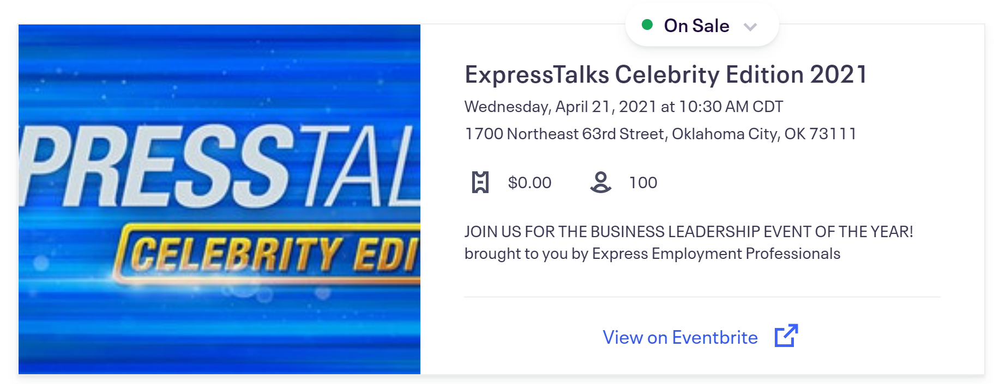 On Sale
PRESSTAL
CELEBRITY EDI
ExpressTalks Celebrity Edition 2021
Wednesday, April 21, 2021 at 10:30 AM CDT
1700 Northeast 63rd Street, Oklahoma City, OK 73111
$0.00 100
JOIN US FOR THE BUSINESS LEADERSHIP EVENT OF THE YEAR!
brought to you by Express Employment Professionals
View on Eventbrite